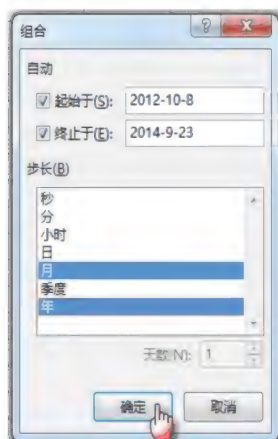 组合
自动
起始于(S): 2012-10-8
终止于(E): 2014-9-23
步长(B)
秒
分
小时
日
月
季度
年
天数(N): 1
确定 取消